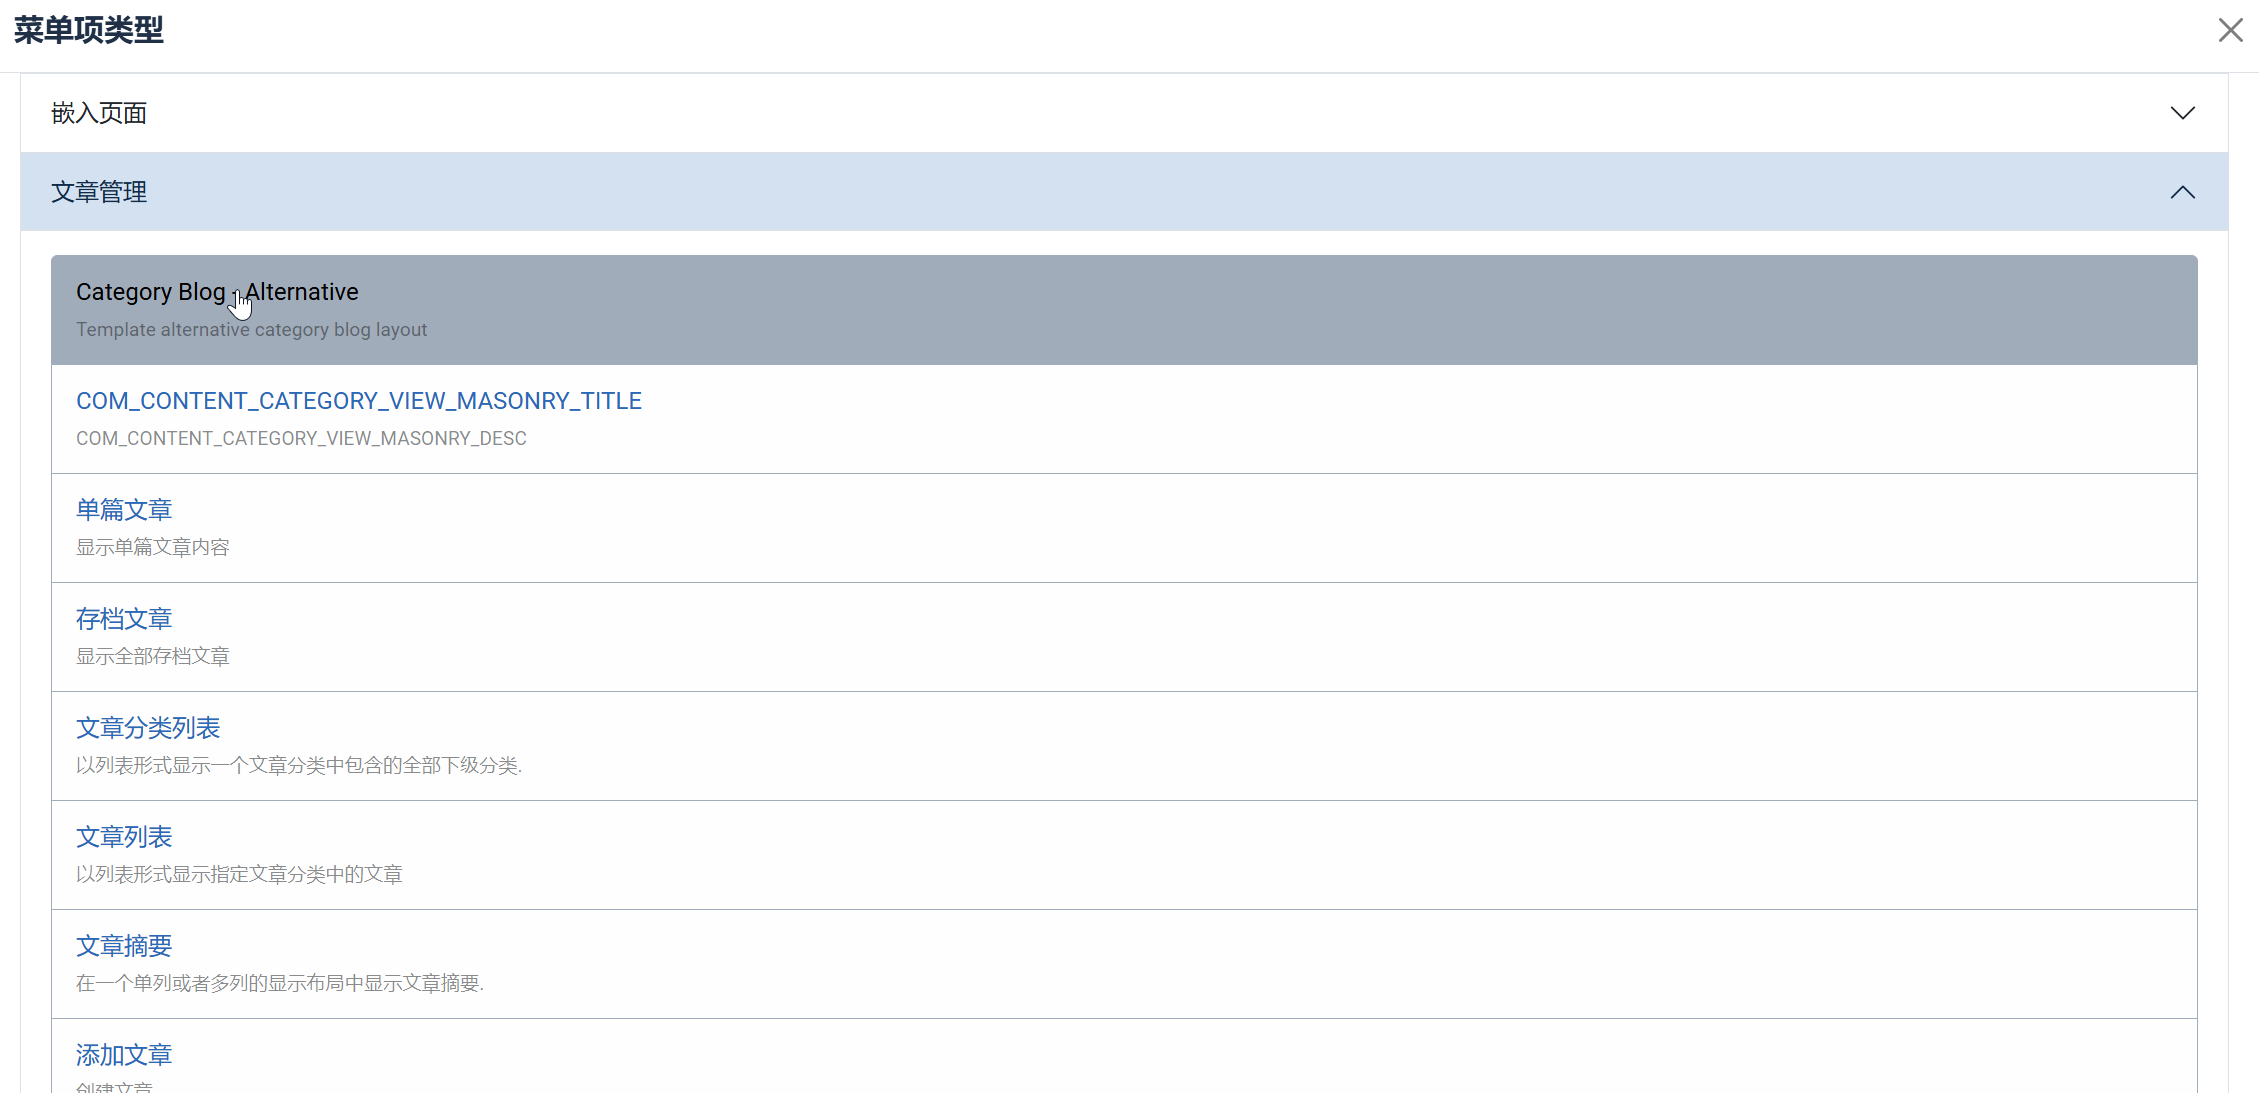 菜单项类型
嵌入页面
文章管理
Category Blog - Alternative
Template alternative category blog layout
COM_CONTENT_CATEGORY_VIEW_MASONRY_TITLE
COM_CONTENT_CATEGORY_VIEW_MASONRY_DESC
单篇文章
显示单篇文章内容
存档文章
显示全部存档文章
文章分类列表
以列表形式显示一个文章分类中包含的全部下级分类.
文章列表
以列表形式显示指定文章分类中的文章
文章摘要
在一个单列或者多列的显示布局中显示文章摘要.
添加文章
创建文章